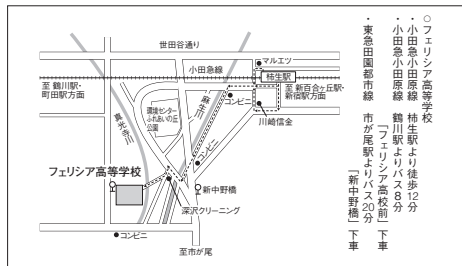 ○フェリシア高等学校
・小田急小田原線 柿生駅より徒歩12分
・小田急小田原線 鶴川駅よりバス8分
「フェリシア高校前」下車
・東急田園都市線 市が尾駅よりバス20分
「新中野橋」下車
世田谷通り
マルエツ
小田急線
柿生駅
至 鶴川駅・
町田駅方面
至 新百合ヶ丘駅・
新宿駅方面
コンビニ
麻生川
川崎信金
環境センター
ふれあいの丘
公園
真光寺川
コンビニ
フェリシア高等学校
新中野橋
深沢クリーニング
コンビニ
至市が尾